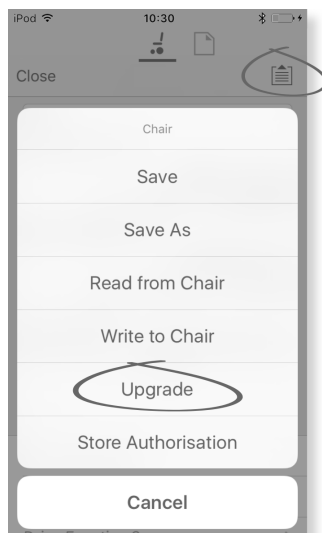 iPod 10:30
Close
Chair
Save
Save As
Read from Chair
Write to Chair
Upgrade
Store Authorisation
Cancel